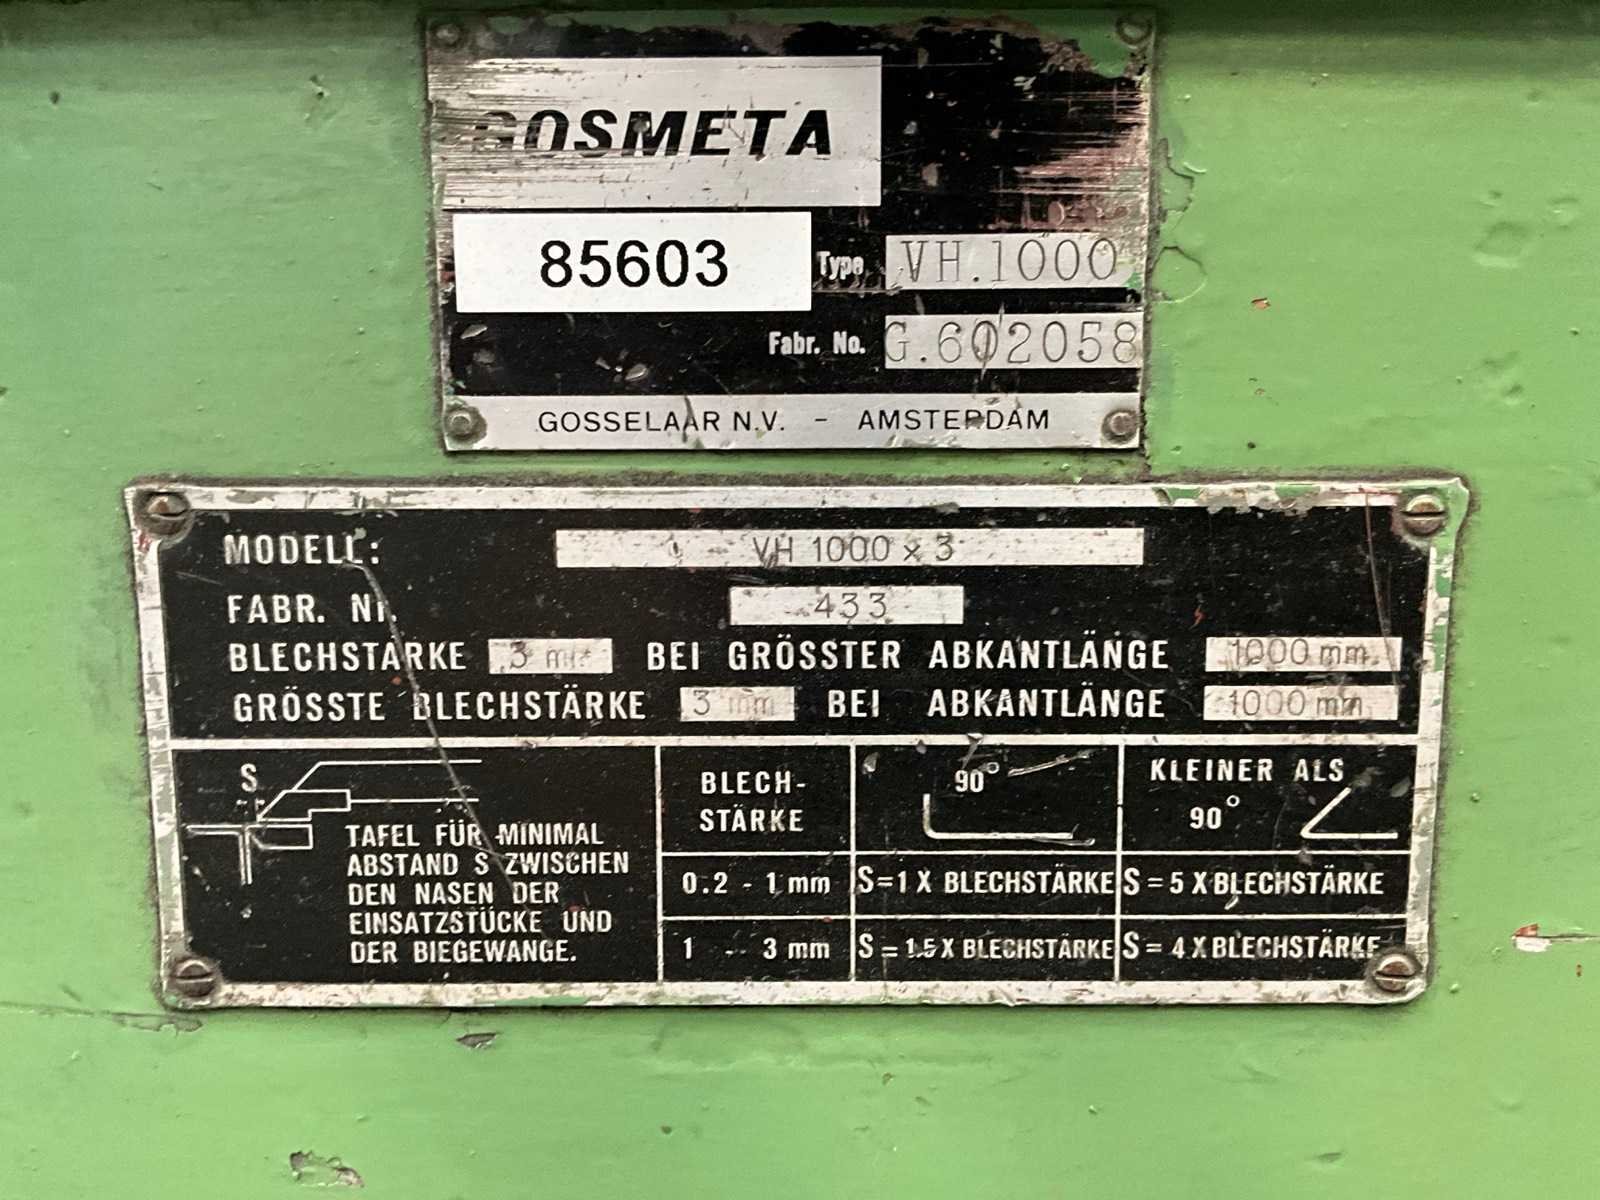 GOSMETA
85603
Type VH.1000
Fabr. No. G.602058
GOSSELAAR N.V. - AMSTERDAM
MODELL: VH 1000 x 3
FABR. Nr. 433
BLECHSTÄRKE 3 mm BEI GRÖSSTER ABKANTLÄNGE 1000 mm
GRÖSSTE BLECHSTÄRKE 3 mm BEI ABKANTLÄNGE 1000 mm
S
TAFEL FÜR MINIMAL
ABSTAND S ZWISCHEN
DEN NASEN DER
EINSATZSTÜCKE UND
DER BIEGEWANGE.
BLECH-
STÄRKE
90°
KLEINER ALS
90°
0.2 - 1 mm S=1 X BLECHSTÄRKE S = 5 X BLECHSTÄRKE
1 - 3 mm S = 1.5 X BLECHSTÄRKE S = 4 X BLECHSTÄRKE